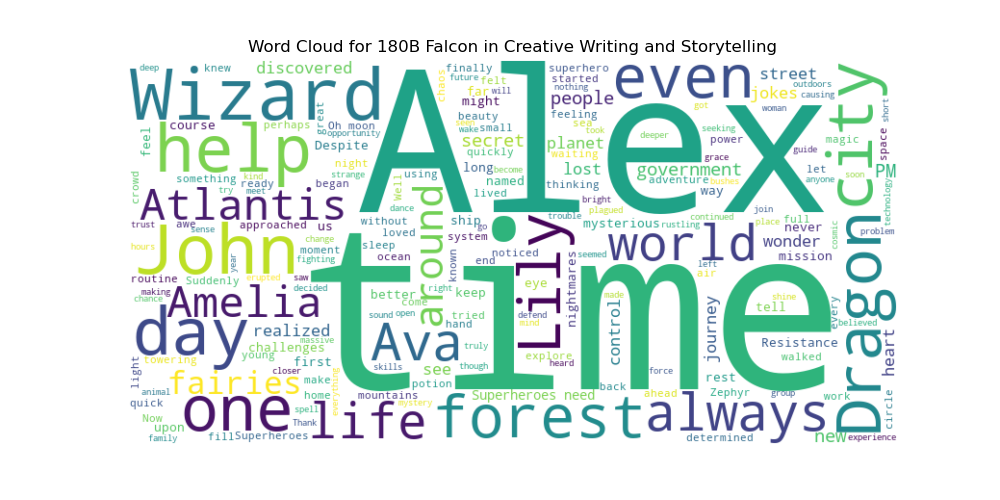 Word Cloud for 180B Falcon in Creative Writing and Storytelling
deep knew discovered finally superhero outdoors
Wizard Alex even street
future will started nothing causing
great chaos felt far jokes
might people got woman short
feel course perhaps Oh moon beauty seen feeling power seeking magic city
help opportunity wake small took deeper space
Despite secret planet grace guide
crowd something kind night quickly waiting government let PM
try meet ready strange using Well long lost adventure way anyone soon
Atlantis began named thinking bright bushes technology
trust awe approached us dance lived become mysterious plagued continued join full
John sense change without loved ship go trouble rustling place never cosmic problem
hours moment system noticed world wonder
year fighting sleep around known end Lily seemed left mission
routine Suddenly erupted saw ocean nightmares air
making decided better come right keep eye made shine every
Amelia time control journey tell Dragon
chance sound open tried defend believed
day realized massive hand mind Resistance heart
challenges Ava truly explore walked
light towering young first closer see skills though heard force rest
fairies make potion back Zephyr group circle
animal home everything mountains Superheroes need ahead work
quick one spell mystery forest always
Now upon life new
family fill Superheroes Thank determined experience